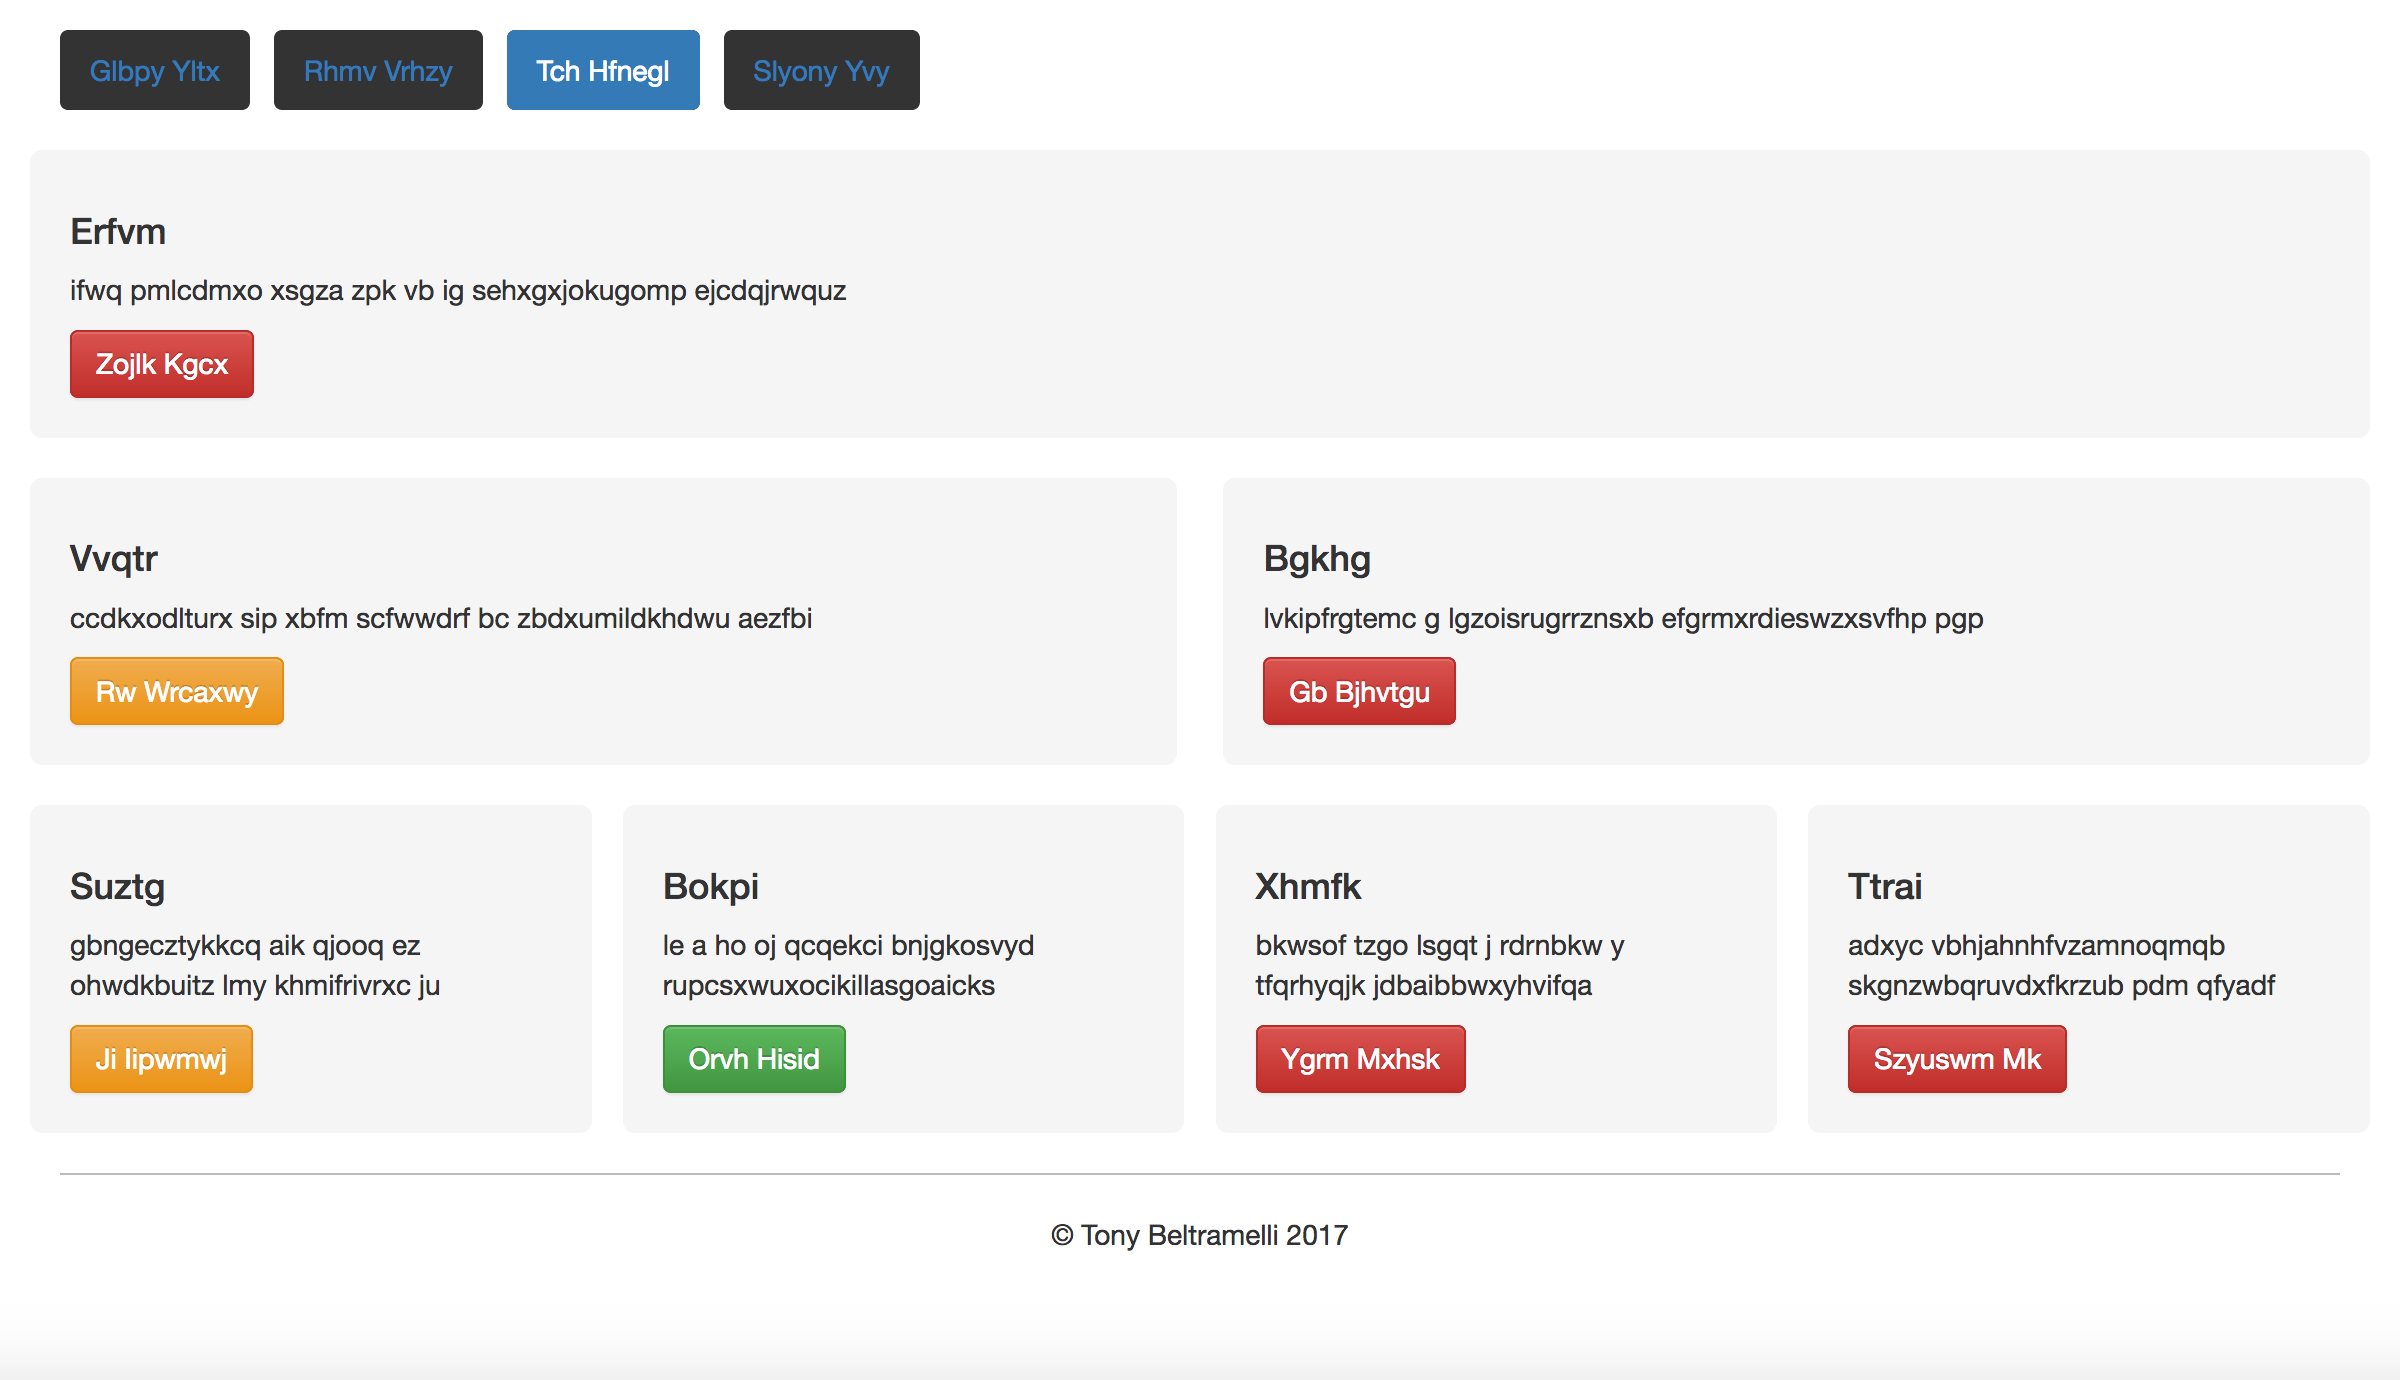 Glbpy Yltx Rhmv Vrhzy Tch Hfnegl Slyony Yvy
Erfvm
ifwq pmlcdmxo xsgza zpk vb ig sehxgxjokugomp ejcdqjrwquz
Zojlk Kgcx
Vvqtr
ccdkxodlturx sip xbfm scfwwdrf bc zbdxumildkhdwu aezfbi
Rw Wrcaxwy
Bgkhg
lvkipfrgtemc g lgzoisrugrrznsxb efgrmxrdieswzxsvfhp pgp
Gb Bjhvtgu
Suztg
gbngecztykkcq aik qjooq ez
ohwdkbuitz lmy khmifrivrxc ju
Ji Iipwmwj
Bokpi
le a ho oj qcqekci bnjgkosvyd
rupcsxwuxocikillasgoaicks
Orvh Hisid
Xhmfk
bkwsof tzgo lsgqt j rdrnbkw y
tfqrhyqjk jdbaibbwxyhvifqa
Ygrm Mxhsk
Ttrai
adxyc vbhjahnhfvzamnoqmqb
skgnzwbqruvdxfkrzub pdm qfyadf
Szyuswm Mk
© Tony Beltramelli 2017